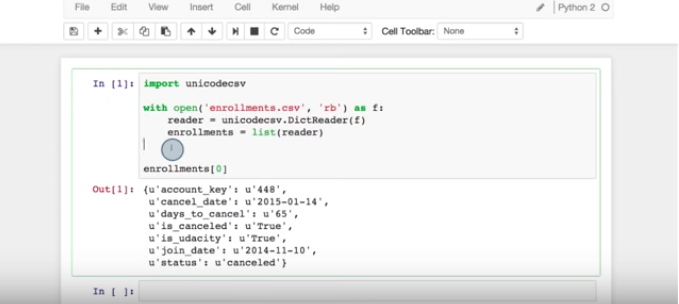 File Edit View Insert Cell Kernel Help Python 2
Code Cell Toolbar: None
In [1]: import unicodecsv
with open('enrollments.csv', 'rb') as f:
reader = unicodecsv.DictReader(f)
enrollments = list(reader)
enrollments[0]
Out[1]: {u'account_key': u'448',
u'cancel_date': u'2015-01-14',
u'days_to_cancel': u'65',
u'is_canceled': u'True',
u'is_udacity': u'True',
u'join_date': u'2014-11-10',
u'status': u'canceled'}
In [ ]: